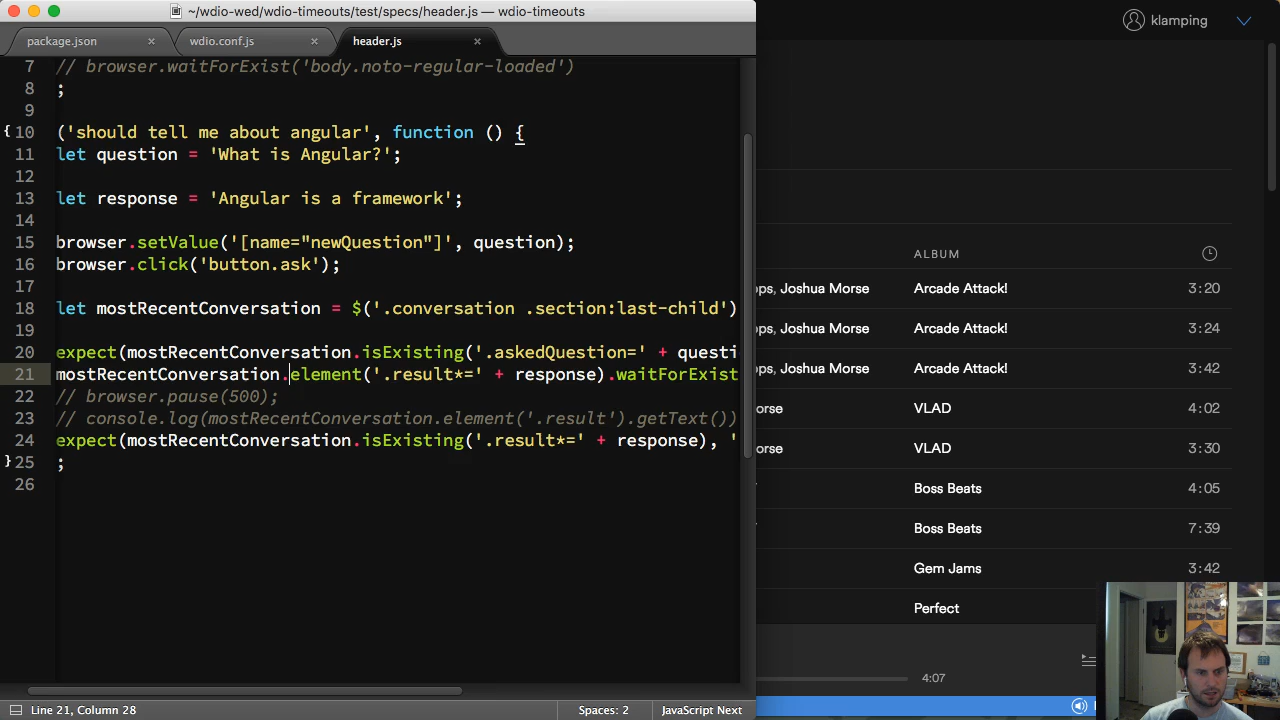 ~/wdio-wed/wdio-timeouts/test/specs/header.js — wdio-timeouts
package.json × wdio.conf.js × header.js ×
7 // browser.waitForExist('body.noto-regular-loaded')
8 ;
9
{ 10 ('should tell me about angular', function () {
11 let question = 'What is Angular?';
12
13 let response = 'Angular is a framework';
14
15 browser.setValue('[name="newQuestion"]', question);
16 browser.click('button.ask');
17
18 let mostRecentConversation = $('.conversation .section:last-child')
19
20 expect(mostRecentConversation.isExisting('.askedQuestion=' + questi
21 mostRecentConversation.element('.result*=' + response).waitForExist
22 // browser.pause(500);
23 // console.log(mostRecentConversation.element('.result').getText())
24 expect(mostRecentConversation.isExisting('.result*=' + response), '
} 25 ;
26
Line 21, Column 28 Spaces: 2 JavaScript Next
klamping
ALBUM
ops, Joshua Morse Arcade Attack! 3:20
ops, Joshua Morse Arcade Attack! 3:24
ops, Joshua Morse Arcade Attack! 3:42
orse VLAD 4:02
orse VLAD 3:30
Boss Beats 4:05
Boss Beats 7:39
Gem Jams 3:42
Perfect
4:07